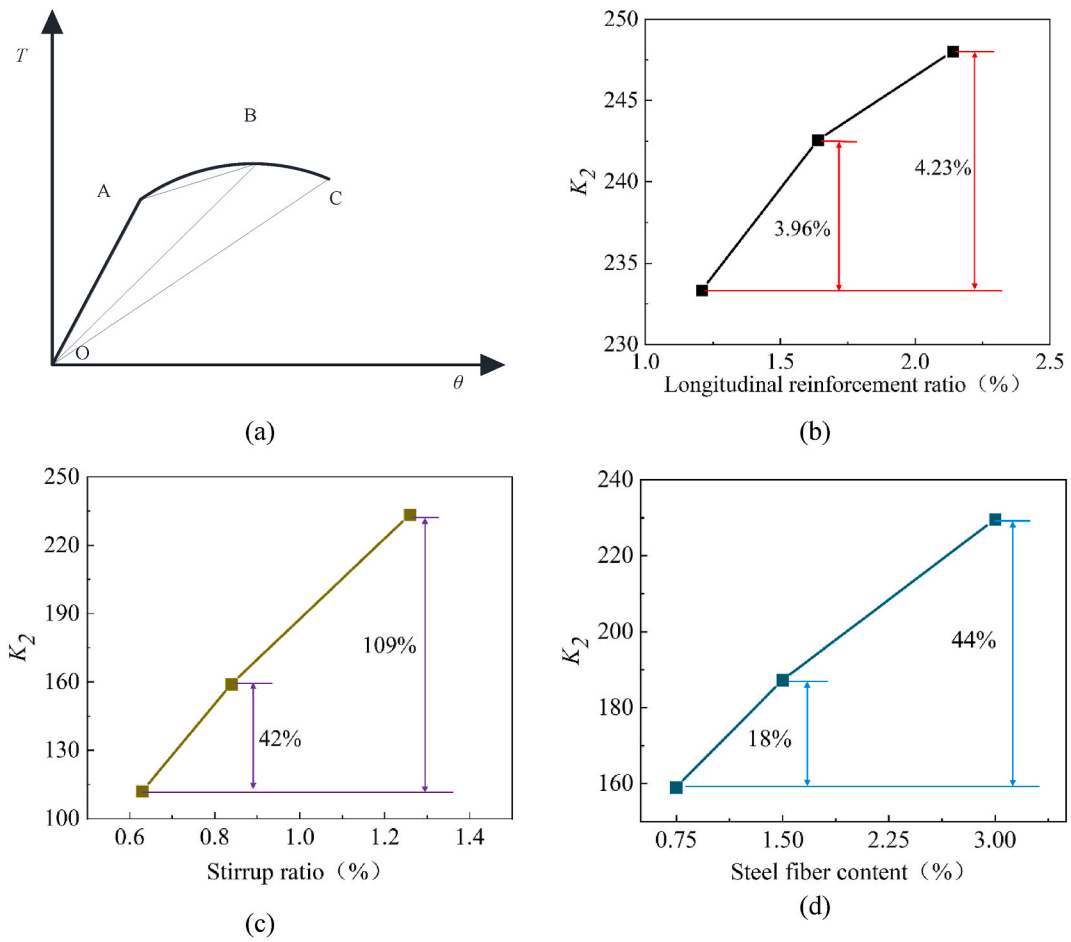 T
B
A
C
O
θ
(a)
250
245
240
235
230
K2
4.23%
3.96%
1.0
1.5
2.0
2.5
Longitudinal reinforcement ratio（%）
(b)
250
220
190
160
130
100
K2
109%
42%
0.6
0.8
1.0
1.2
1.4
Stirrup ratio（%）
(c)
240
220
200
180
160
K2
44%
18%
0.75
1.50
2.25
3.00
Steel fiber content（%）
(d)